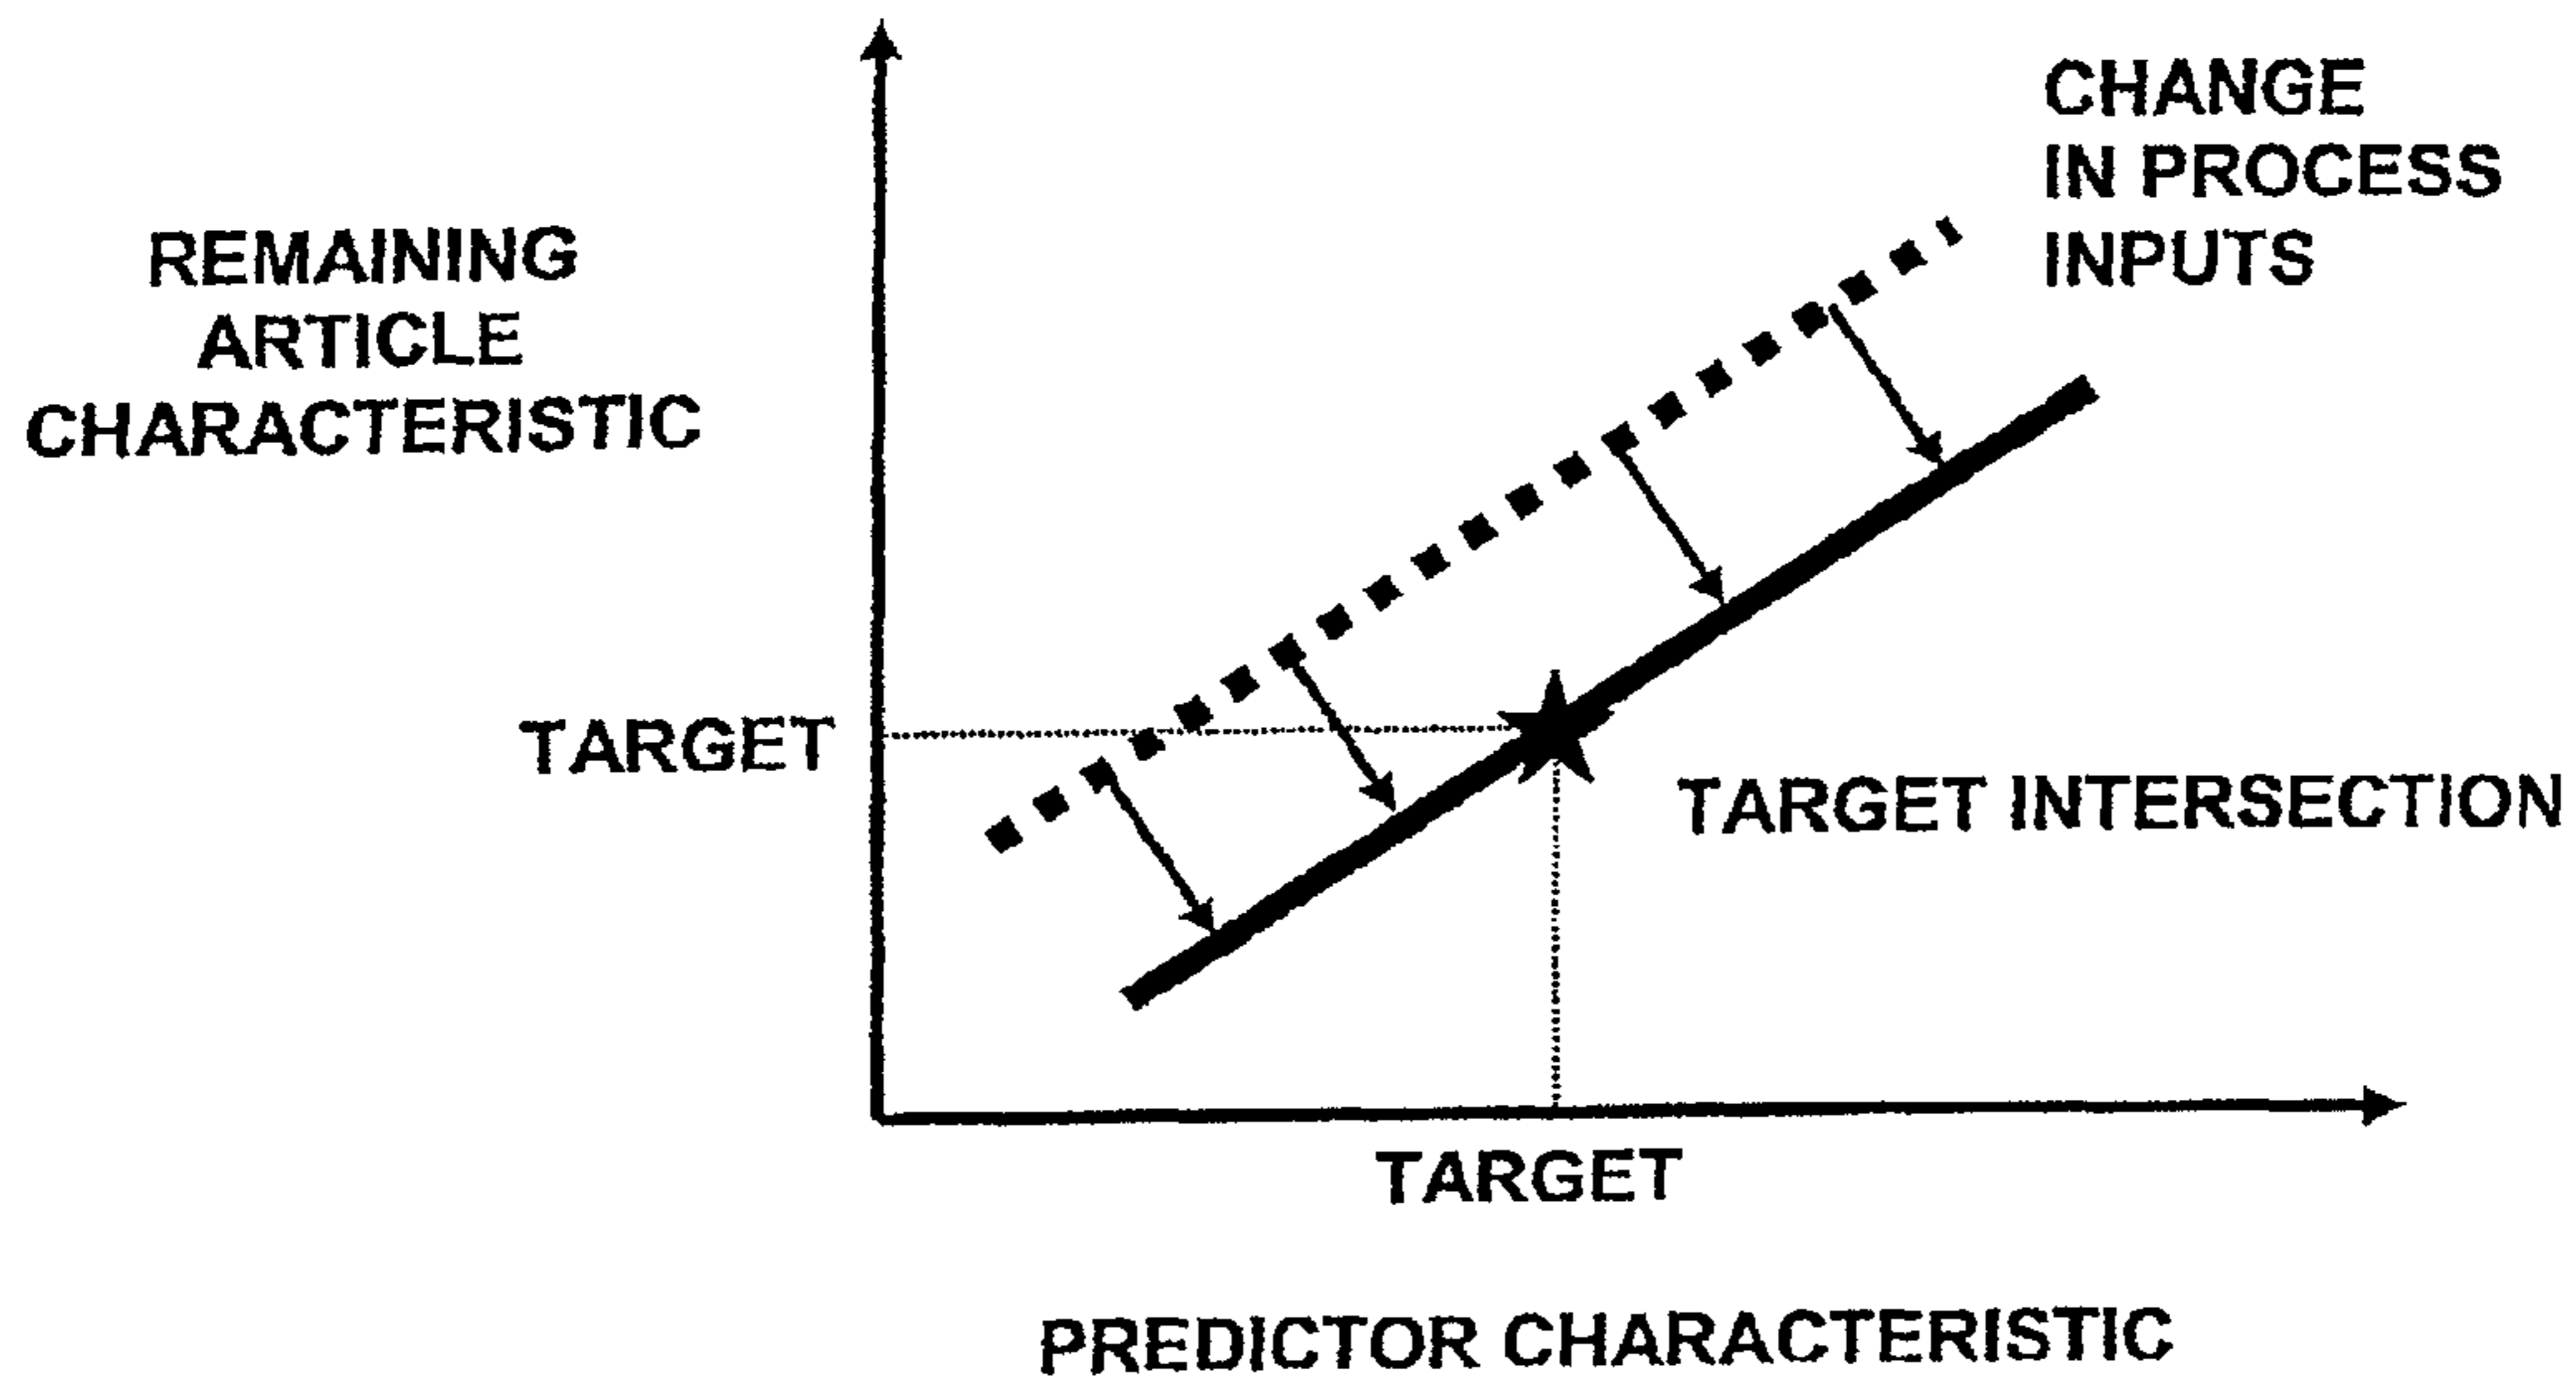 CHANGE
IN PROCESS
INPUTS
REMAINING
ARTICLE
CHARACTERISTIC
TARGET
TARGET INTERSECTION
TARGET
PREDICTOR CHARACTERISTIC